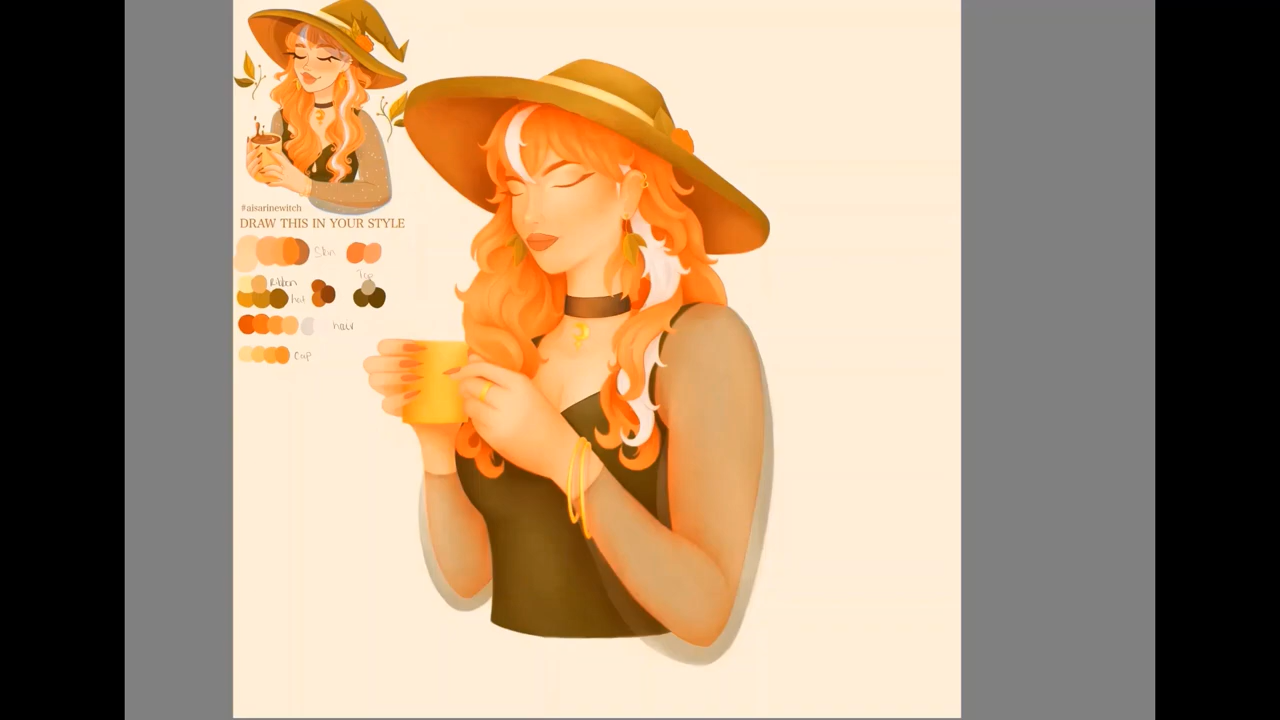 #aisarinewitch
DRAW THIS IN YOUR STYLE
Skin
Top
Ribbon
hat
hair
Cup